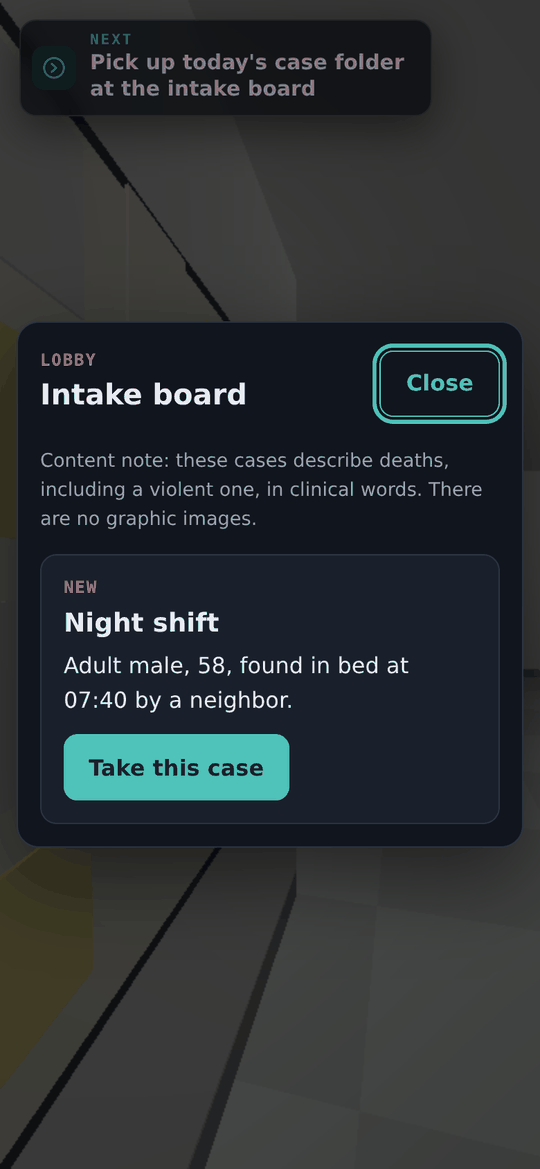 NEXT
Pick up today's case folder
at the intake board
LOBBY
Intake board
Close
Content note: these cases describe deaths,
including a violent one, in clinical words. There
are no graphic images.
NEW
Night shift
Adult male, 58, found in bed at
07:40 by a neighbor.
Take this case